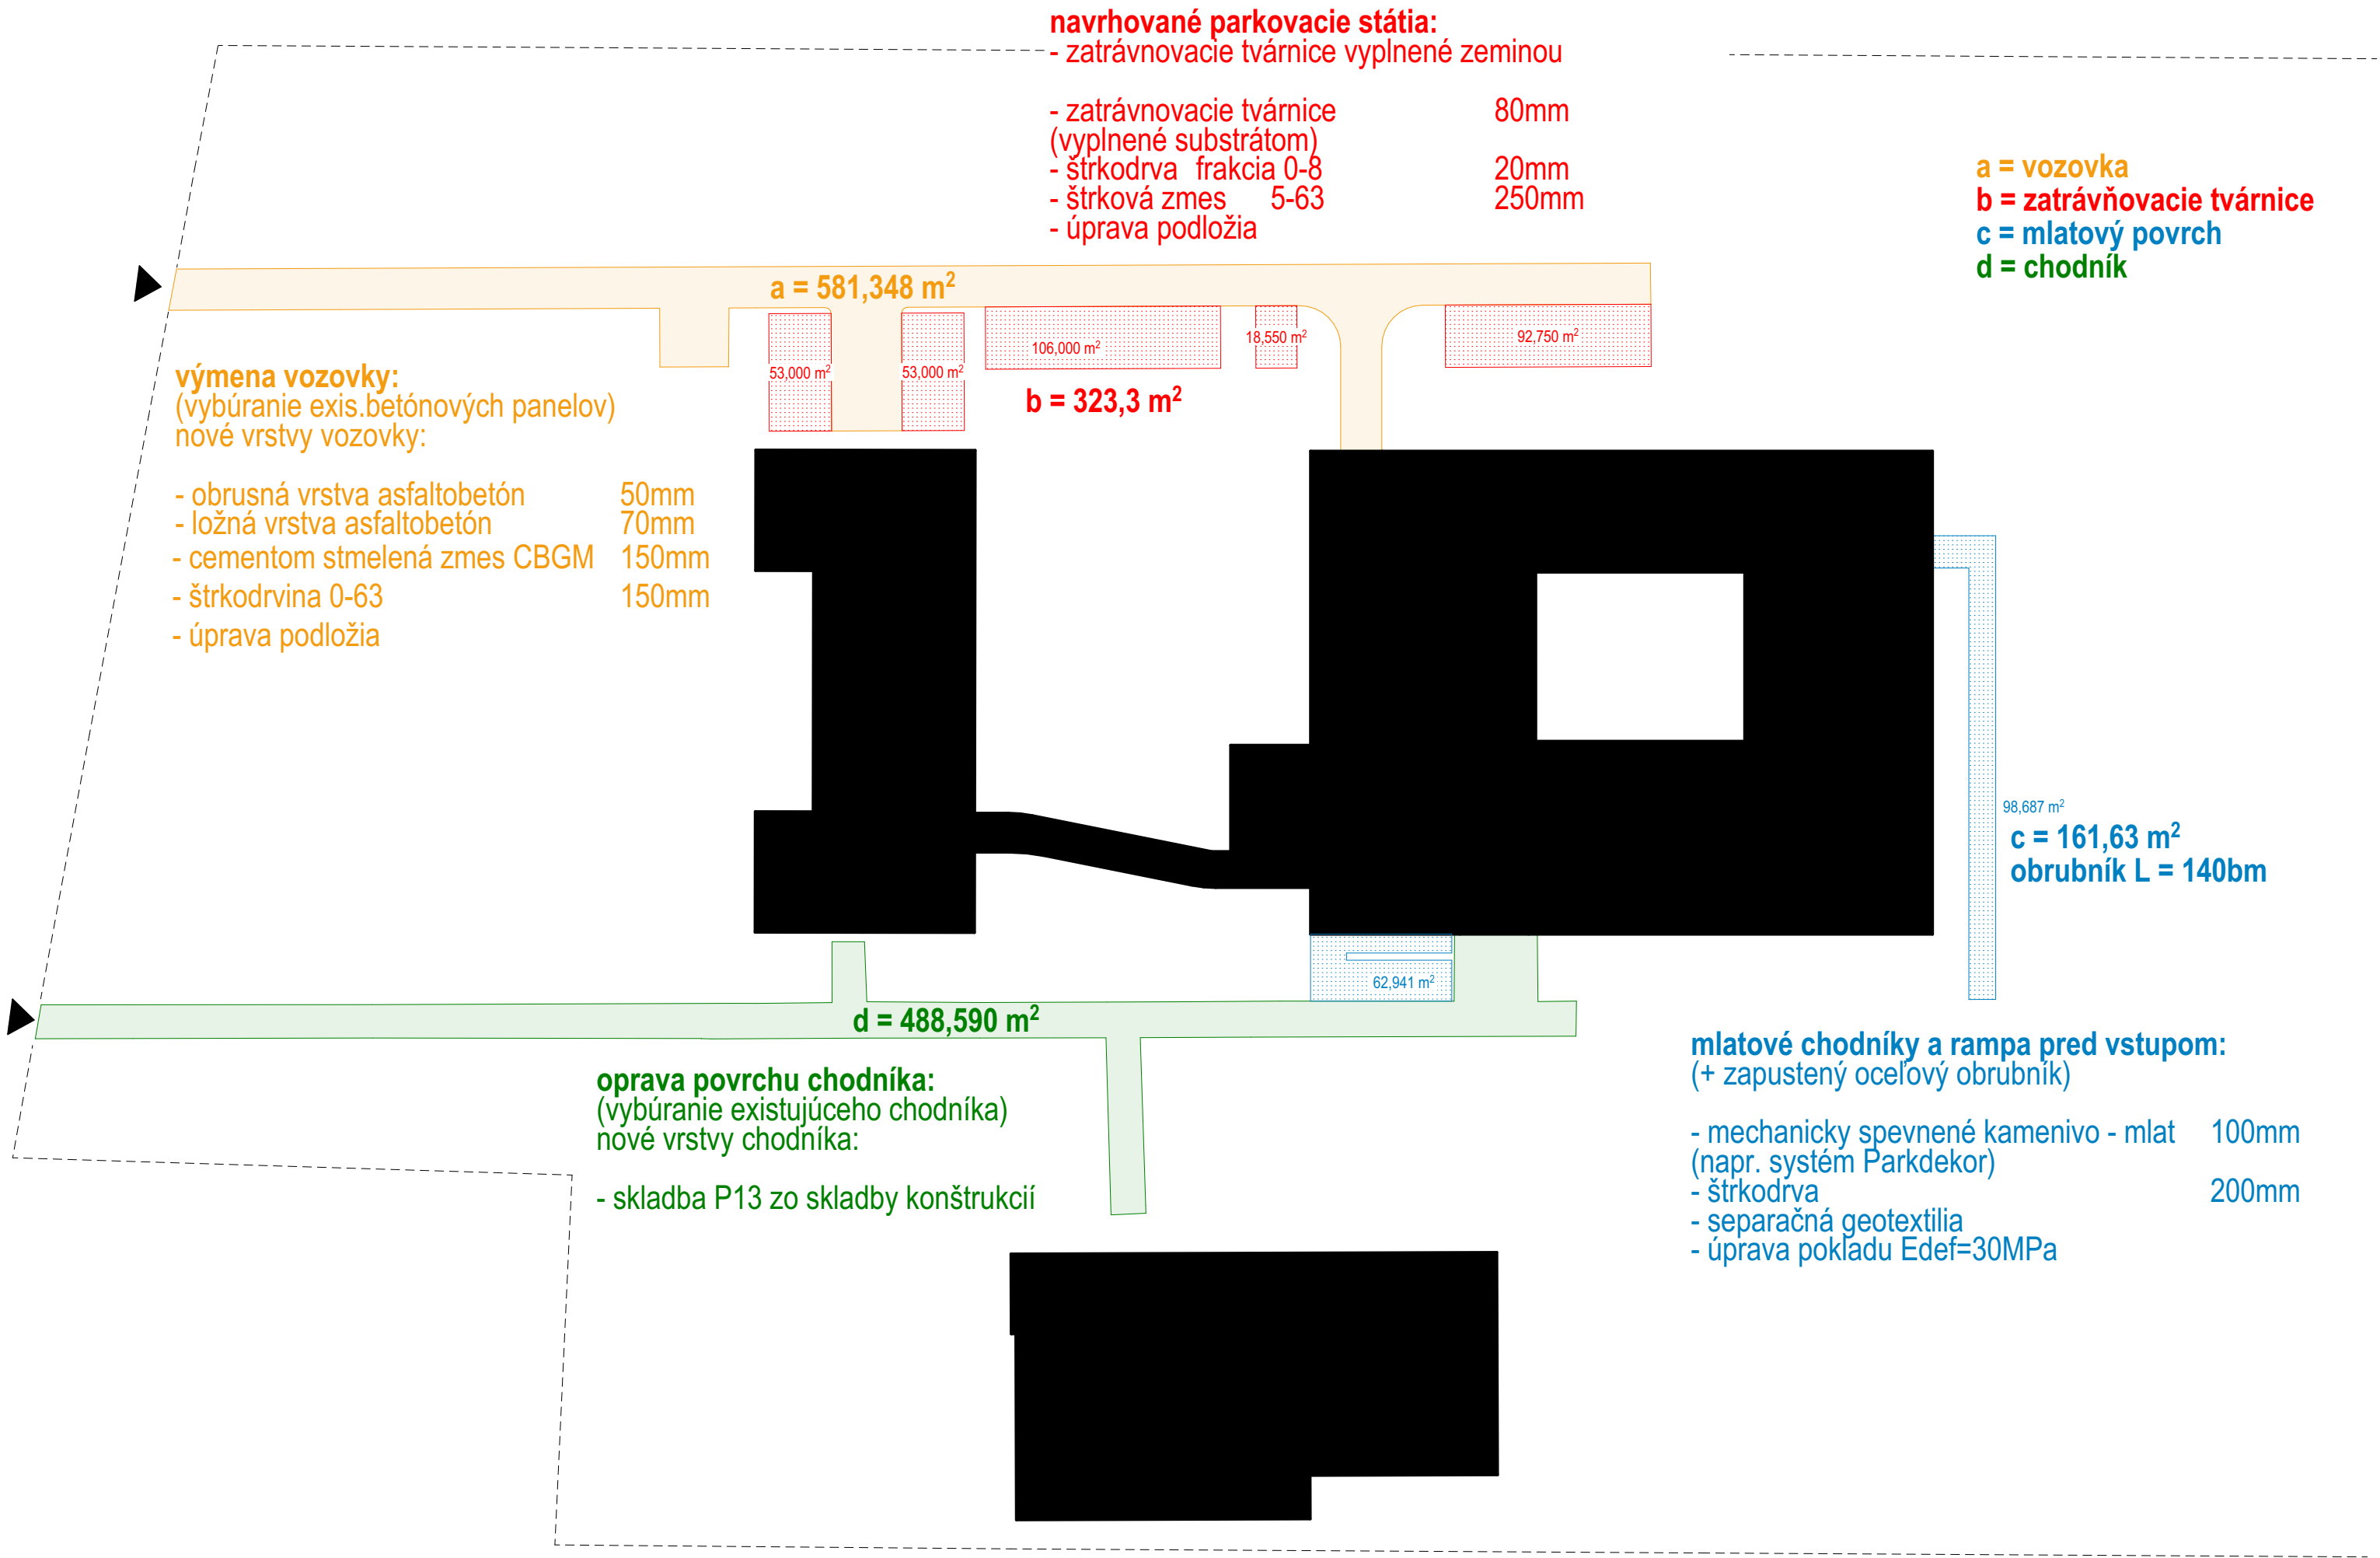 navrhované parkovacie státia:
- zatrávnovacie tvárnice vyplnené zeminou
- zatrávnovacie tvárnice 80mm
(vyplnené substrátom)
- štrkodrva frakcia 0-8 20mm
- štrková zmes 5-63 250mm
- úprava podložia
a = vozovka
b = zatrávňovacie tvárnice
c = mlatový povrch
d = chodník
a = 581,348 m²
53,000 m²
53,000 m²
106,000 m²
18,550 m²
92,750 m²
b = 323,3 m²
výmena vozovky:
(vybúranie exis.betónových panelov)
nové vrstvy vozovky:
- obrusná vrstva asfaltobetón 50mm
- ložná vrstva asfaltobetón 70mm
- cementom stmelená zmes CBGM 150mm
- štrkodrvina 0-63 150mm
- úprava podložia
98,687 m²
c = 161,63 m²
obrubník L = 140bm
62,941 m²
d = 488,590 m²
oprava povrchu chodníka:
(vybúranie existujúceho chodníka)
nové vrstvy chodníka:
- skladba P13 zo skladby konštrukcií
mlatové chodníky a rampa pred vstupom:
(+ zapustený oceľový obrubník)
- mechanicky spevnené kamenivo - mlat 100mm
(napr. systém Parkdekor)
- štrkodrva 200mm
- separačná geotextilia
- úprava pokladu Edef=30MPa